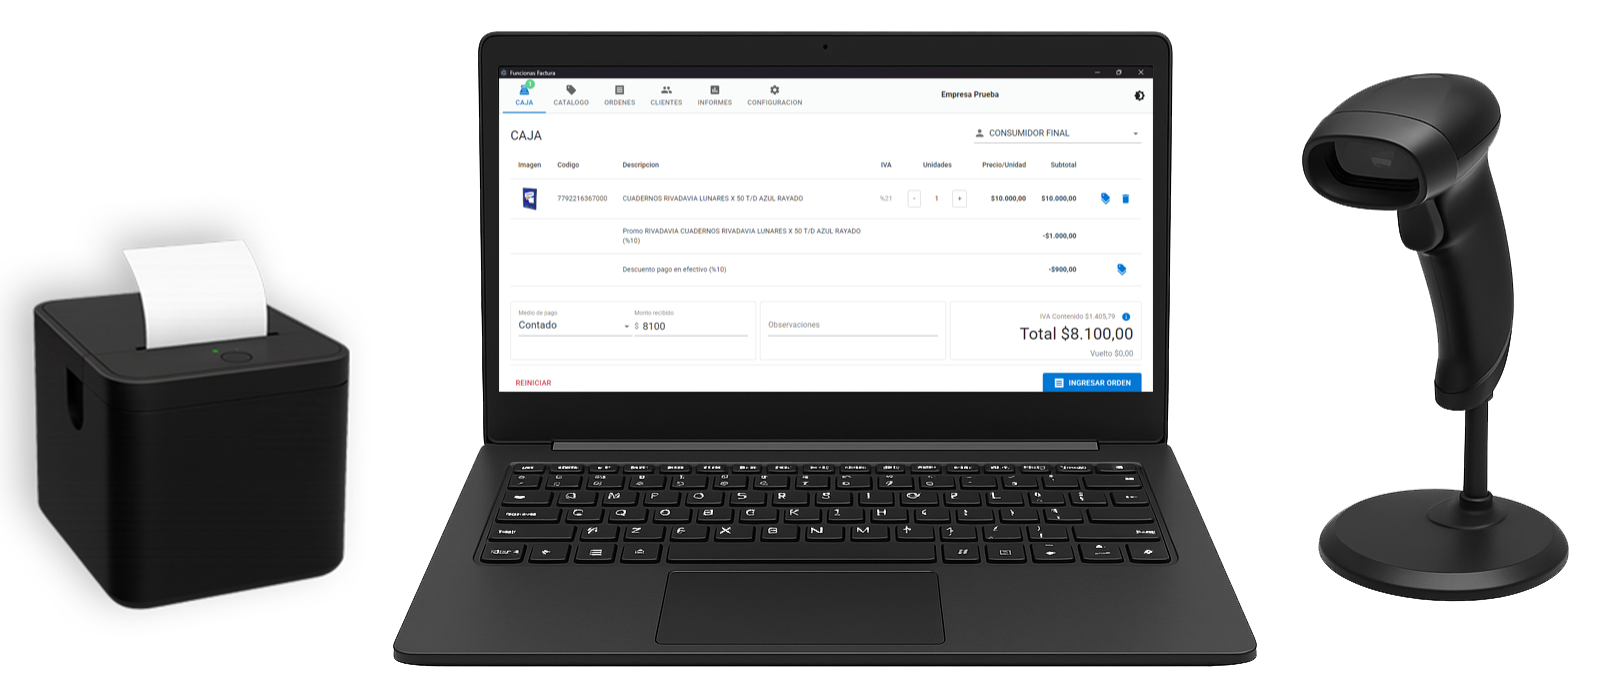 Funcionas Factura
1
CAJA
CATALOGO
ORDENES
CLIENTES
INFORMES
CONFIGURACION
Empresa Prueba
CAJA
CONSUMIDOR FINAL
Imagen Codigo Descripcion IVA Unidades Precio/Unidad Subtotal
7792216367000 CUADERNOS RIVADAVIA LUNARES X 50 T/D AZUL RAYADO %21 - 1 + $10.000,00 $10.000,00
Promo RIVADAVIA CUADERNOS RIVADAVIA LUNARES X 50 T/D AZUL RAYADO
(%10)
-$1.000,00
Descuento pago en efectivo (%10) -$900,00
Medio de pago
Contado
Monto recibido
$ 8100
Observaciones
IVA Contenido $1.405,79
Total $8.100,00
Vuelto $0,00
REINICIAR
INGRESAR ORDEN